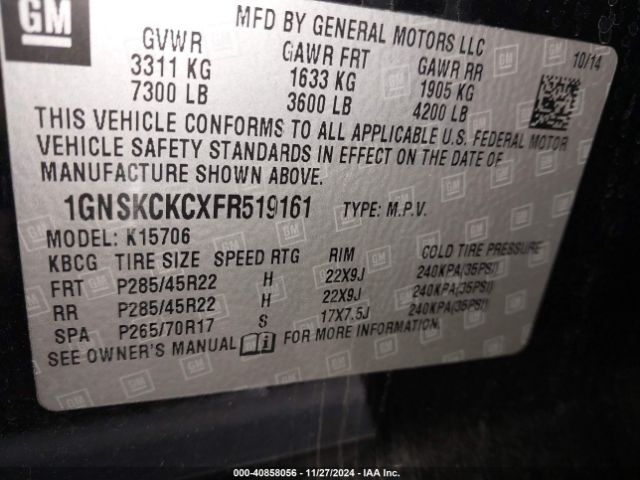 GM
MFD BY GENERAL MOTORS LLC
GVWR GAWR FRT GAWR RR 10/14
3311 KG 1633 KG 1905 KG
7300 LB 3600 LB 4200 LB
THIS VEHICLE CONFORMS TO ALL APPLICABLE U.S. FEDERAL MOTOR
VEHICLE SAFETY STANDARDS IN EFFECT ON THE DATE OF
MANUFACTURE SHOWN ABOVE.
1GNSKCKCXFR519161 TYPE: M.P.V.
MODEL: K15706
KBCG TIRE SIZE SPEED RTG RIM COLD TIRE PRESSURE
FRT P285/45R22 H 22X9J 240KPA(35PSI)
RR P285/45R22 H 22X9J 240KPA(35PSI)
SPA P265/70R17 S 17X7.5J 240KPA(35PSI)
SEE OWNER'S MANUAL FOR MORE INFORMATION.
000-40858056 - 11/27/2024 - IAA Inc.